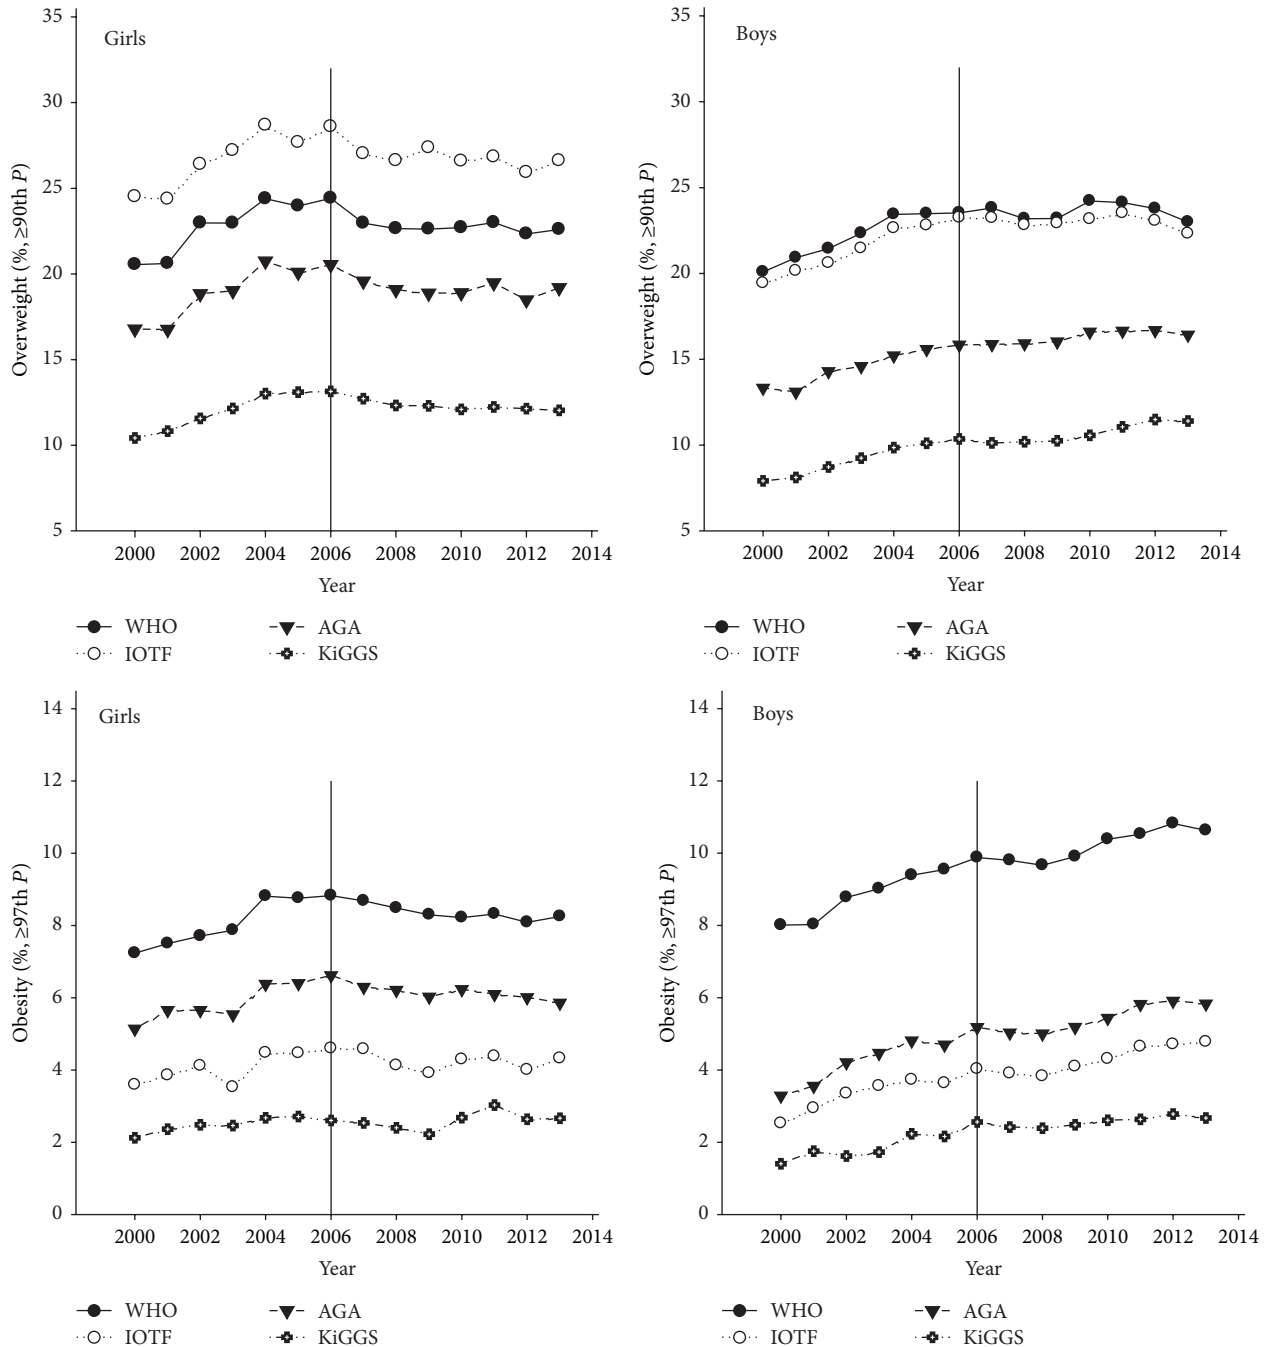 Girls
Overweight (%, ≥90th P)
35
30
25
20
15
10
5
2000 2002 2004 2006 2008 2010 2012 2014
Year
WHO AGA
IOTF KiGGS
Boys
Overweight (%, ≥90th P)
35
30
25
20
15
10
5
2000 2002 2004 2006 2008 2010 2012 2014
Year
WHO AGA
IOTF KiGGS
Girls
Obesity (%, ≥97th P)
14
12
10
8
6
4
2
0
2000 2002 2004 2006 2008 2010 2012 2014
Year
WHO AGA
IOTF KiGGS
Boys
Obesity (%, ≥97th P)
14
12
10
8
6
4
2
0
2000 2002 2004 2006 2008 2010 2012 2014
Year
WHO AGA
IOTF KiGGS